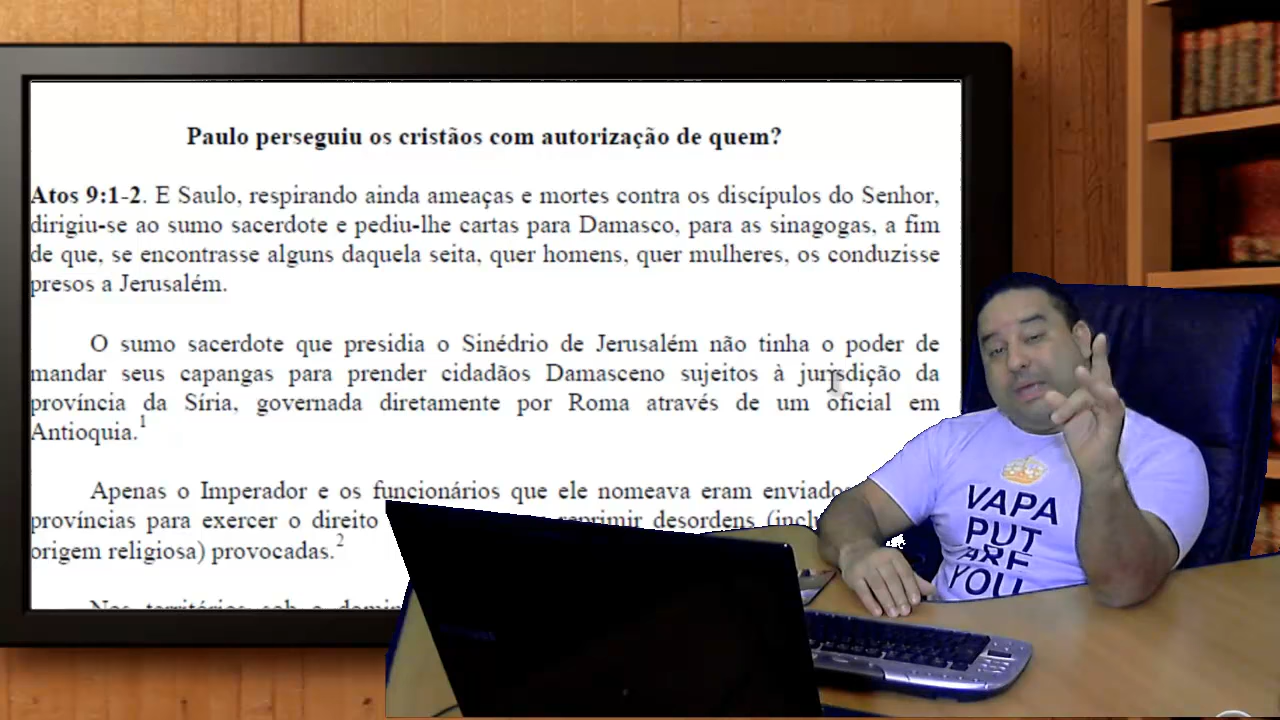 Paulo perseguiu os cristãos com autorização de quem?
Atos 9:1-2. E Saulo, respirando ainda ameaças e mortes contra os discípulos do Senhor,
dirigiu-se ao sumo sacerdote e pediu-lhe cartas para Damasco, para as sinagogas, a fim
de que, se encontrasse alguns daquela seita, quer homens, quer mulheres, os conduzisse
presos a Jerusalém.
O sumo sacerdote que presidia o Sinédrio de Jerusalém não tinha o poder de
mandar seus capangas para prender cidadãos Damasceno sujeitos à jurisdição da
província da Síria, governada diretamente por Roma através de um oficial em
Antioquia.1
Apenas o Imperador e os funcionários que ele nomeava eram
províncias para exercer o direito reprimir desordens
origem religiosa) provocadas.2
VAPA
PUT
ARE
YOU